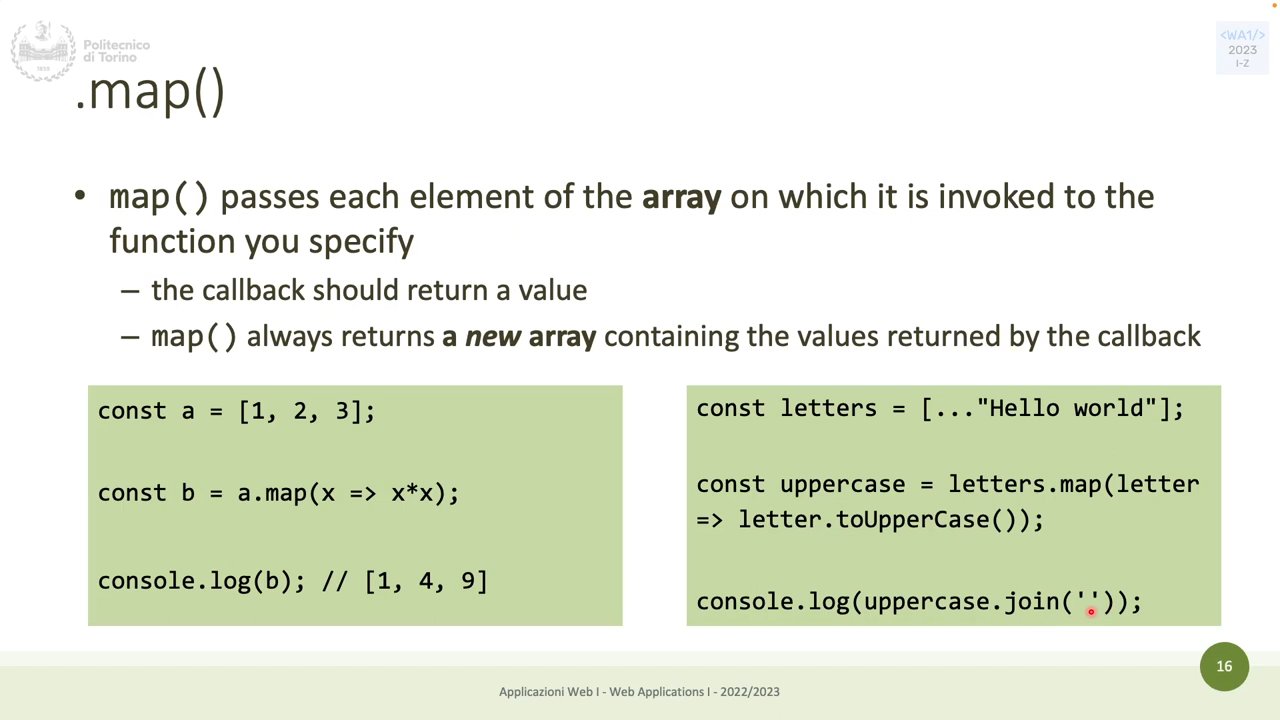 Politecnico
di Torino
1859
<WA1/>
2023
I-Z
.map()
• map() passes each element of the array on which it is invoked to the
function you specify
– the callback should return a value
– map() always returns a new array containing the values returned by the callback
const a = [1, 2, 3];
const b = a.map(x => x*x);
console.log(b); // [1, 4, 9]
const letters = [..."Hello world"];
const uppercase = letters.map(letter
=> letter.toUpperCase());
console.log(uppercase.join(''));
16
Applicazioni Web I - Web Applications I - 2022/2023